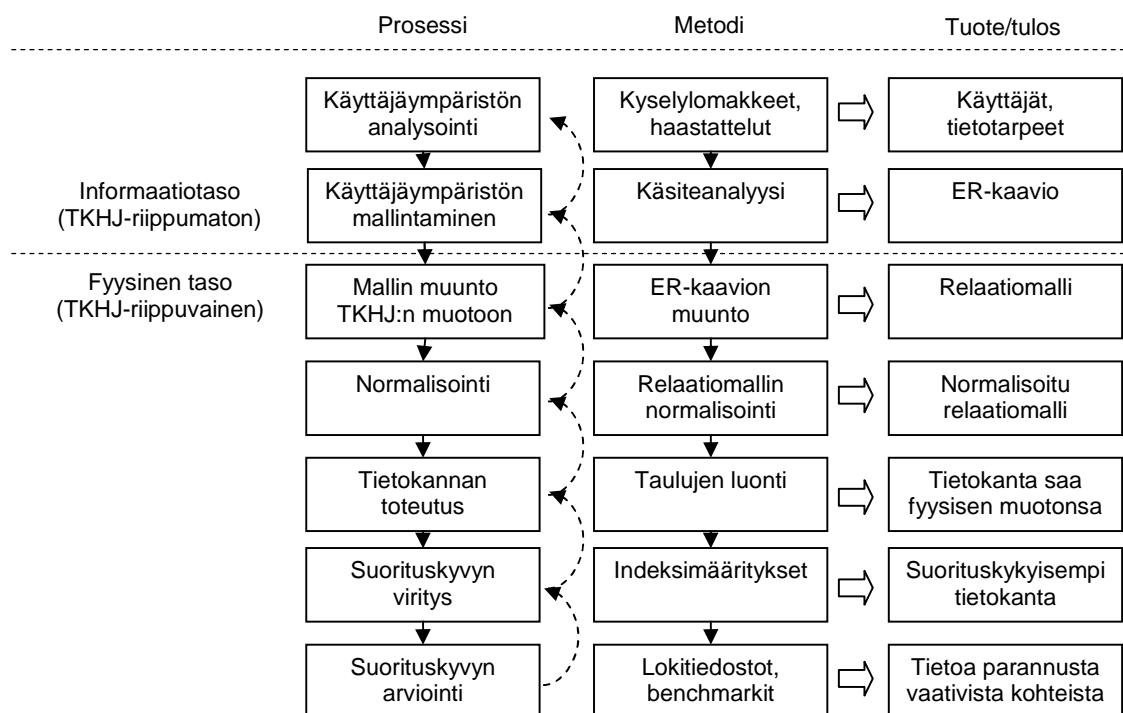 Prosessi
Metodi
Tuote/tulos
Käyttäjäympäristön
analysointi
Kyselylomakkeet,
haastattelut
Käyttäjät,
tietotarpeet
Informaatiotaso
(TKHJ-riippumaton)
Käyttäjäympäristön
mallintaminen
Käsiteanalyysi
ER-kaavio
Fyysinen taso
(TKHJ-riippuvainen)
Mallin muunto
TKHJ:n muotoon
ER-kaavion
muunto
Relaatiomalli
Normalisointi
Relaatiomallin
normalisointi
Normalisoitu
relaatiomalli
Tietokannan
toteutus
Taulujen luonti
Tietokanta saa
fyysisen muotonsa
Suorituskyvyn
viritys
Indeksimääritykset
Suorituskykyisempi
tietokanta
Suorituskyvyn
arviointi
Lokitiedostot,
benchmarkit
Tietoa parannusta
vaativista kohteista